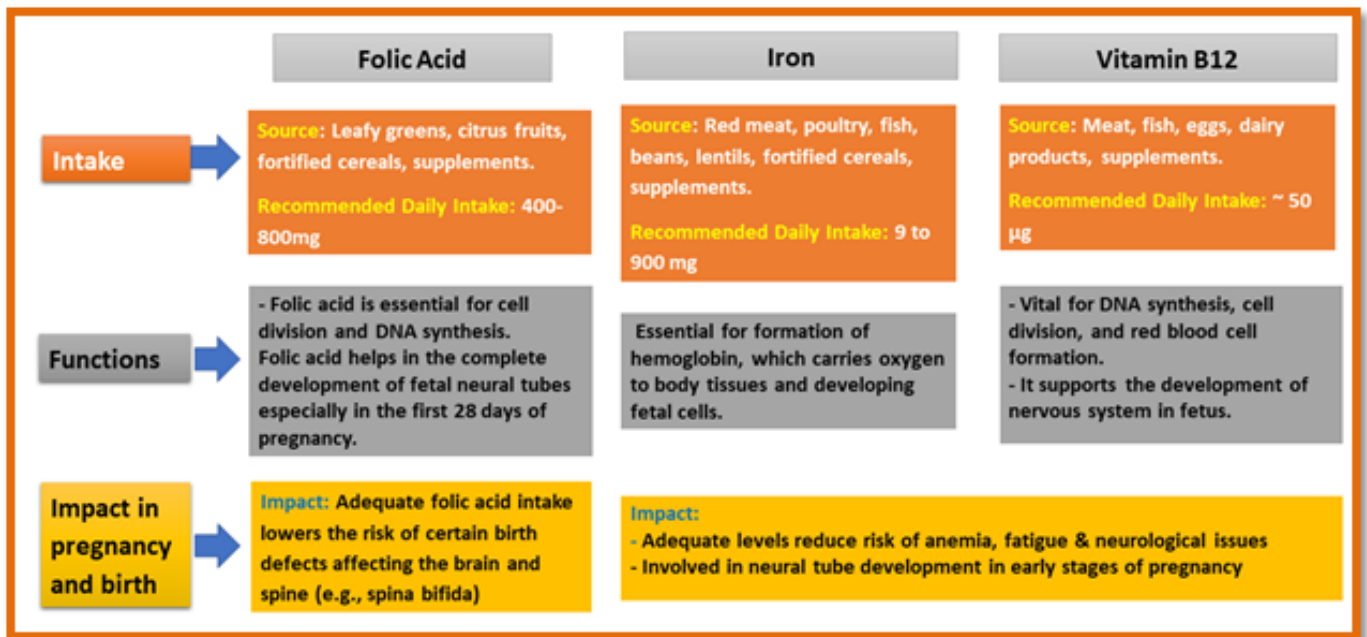 Folic Acid
Iron
Vitamin B12
Intake
Source: Leafy greens, citrus fruits,
fortified cereals, supplements.
Recommended Daily Intake: 400-
800mg
Source: Red meat, poultry, fish,
beans, lentils, fortified cereals,
supplements.
Recommended Daily Intake: 9 to
900 mg
Source: Meat, fish, eggs, dairy
products, supplements.
Recommended Daily Intake: ~ 50
µg
Functions
- Folic acid is essential for cell
division and DNA synthesis.
Folic acid helps in the complete
development of fetal neural tubes
especially in the first 28 days of
pregnancy.
Essential for formation of
hemoglobin, which carries oxygen
to body tissues and developing
fetal cells.
- Vital for DNA synthesis, cell
division, and red blood cell
formation.
- It supports the development of
nervous system in fetus.
Impact in
pregnancy
and birth
Impact: Adequate folic acid intake
lowers the risk of certain birth
defects affecting the brain and
spine (e.g., spina bifida)
Impact:
- Adequate levels reduce risk of anemia, fatigue & neurological issues
- Involved in neural tube development in early stages of pregnancy